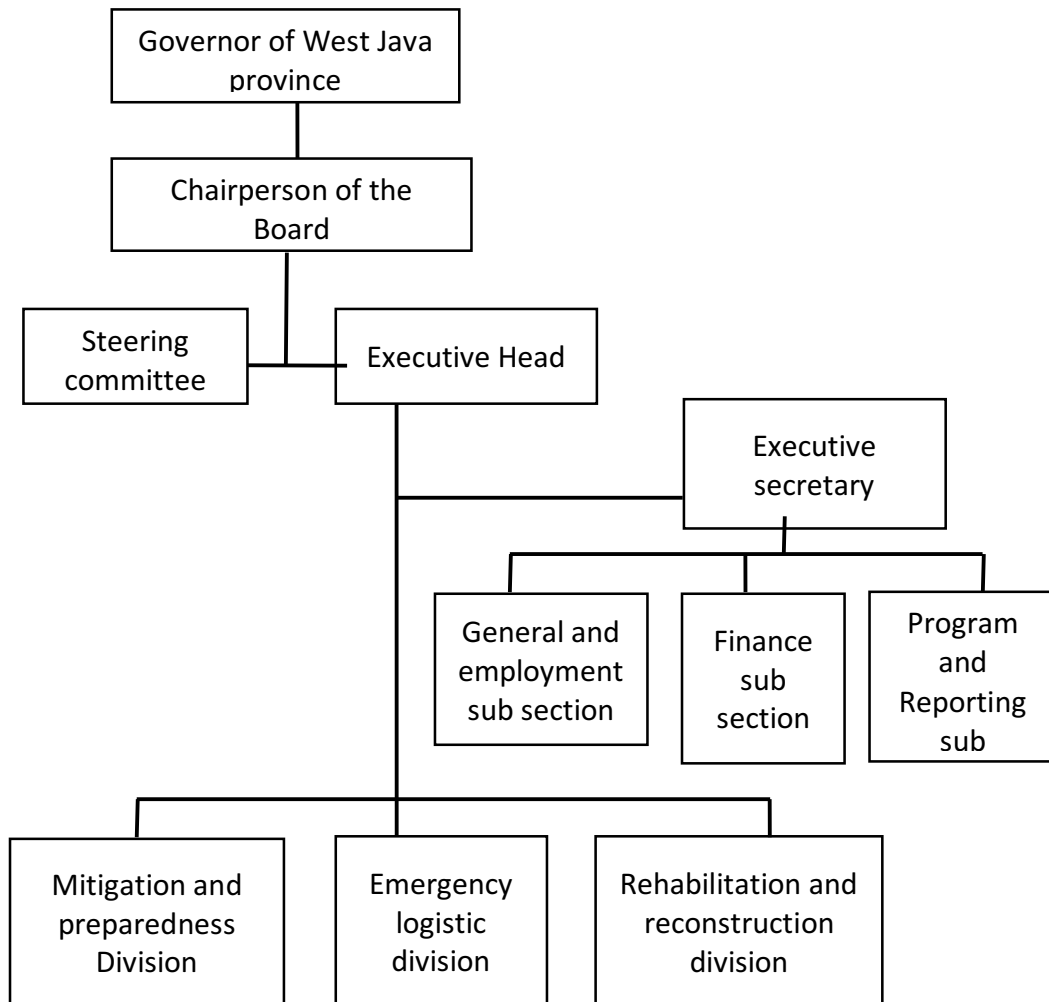 Governor of West Java
province
Chairperson of the
Board
Steering
committee
Executive Head
Executive
secretary
General and
employment
sub section
Finance
sub
section
Program
and
Reporting
sub
Mitigation and
preparedness
Division
Emergency
logistic
division
Rehabilitation and
reconstruction
division